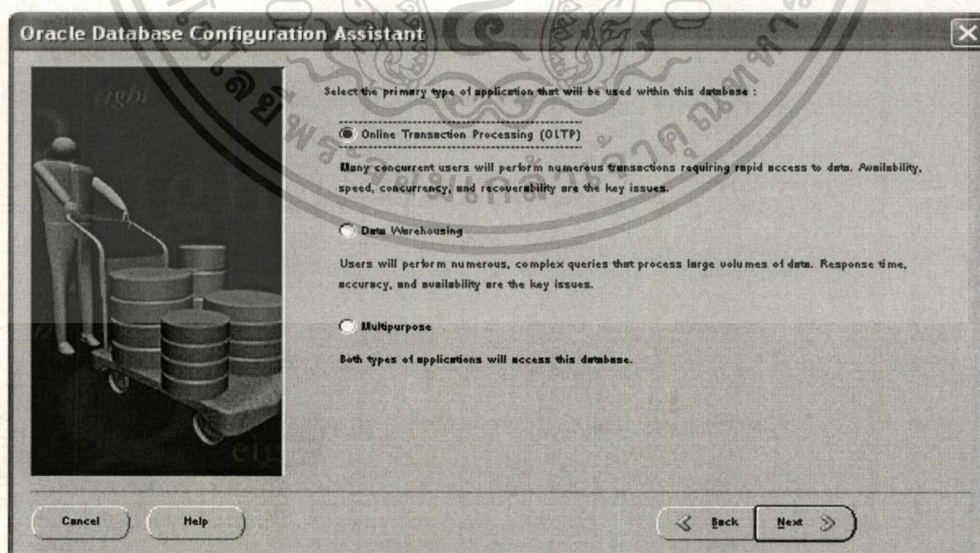 Oracle Database Configuration Assistant
eight
Select the primary type of application that will be used within this database :
Online Transaction Processing (OLTP)
Many concurrent users will perform numerous transactions requiring rapid access to data. Availability,
speed, concurrency, and recoverability are the key issues.
Data Warehousing
Users will perform numerous, complex queries that process large volumes of data. Response time,
accuracy, and availability are the key issues.
Multipurpose
Both types of applications will access this database.
Cancel
Help
Back
Next